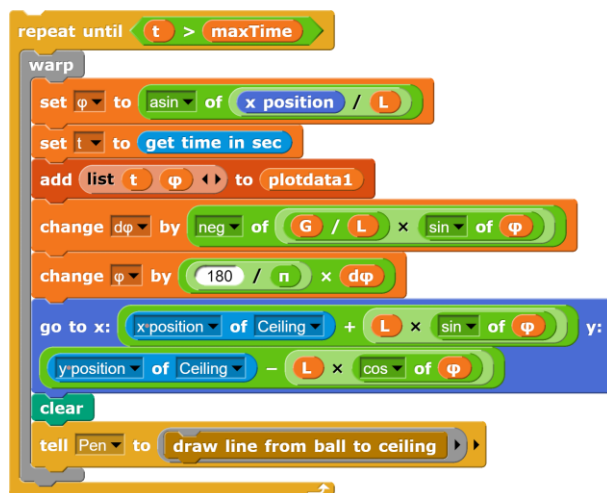 repeat until t > maxTime
warp
set φ to asin of x position / L
set t to get time in sec
add list t φ to plotdata1
change dφ by neg of G / L × sin of φ
change φ by 180 / π × dφ
go to x: x position of Ceiling + L × sin of φ y:
y position of Ceiling − L × cos of φ
clear
tell Pen to draw line from ball to ceiling